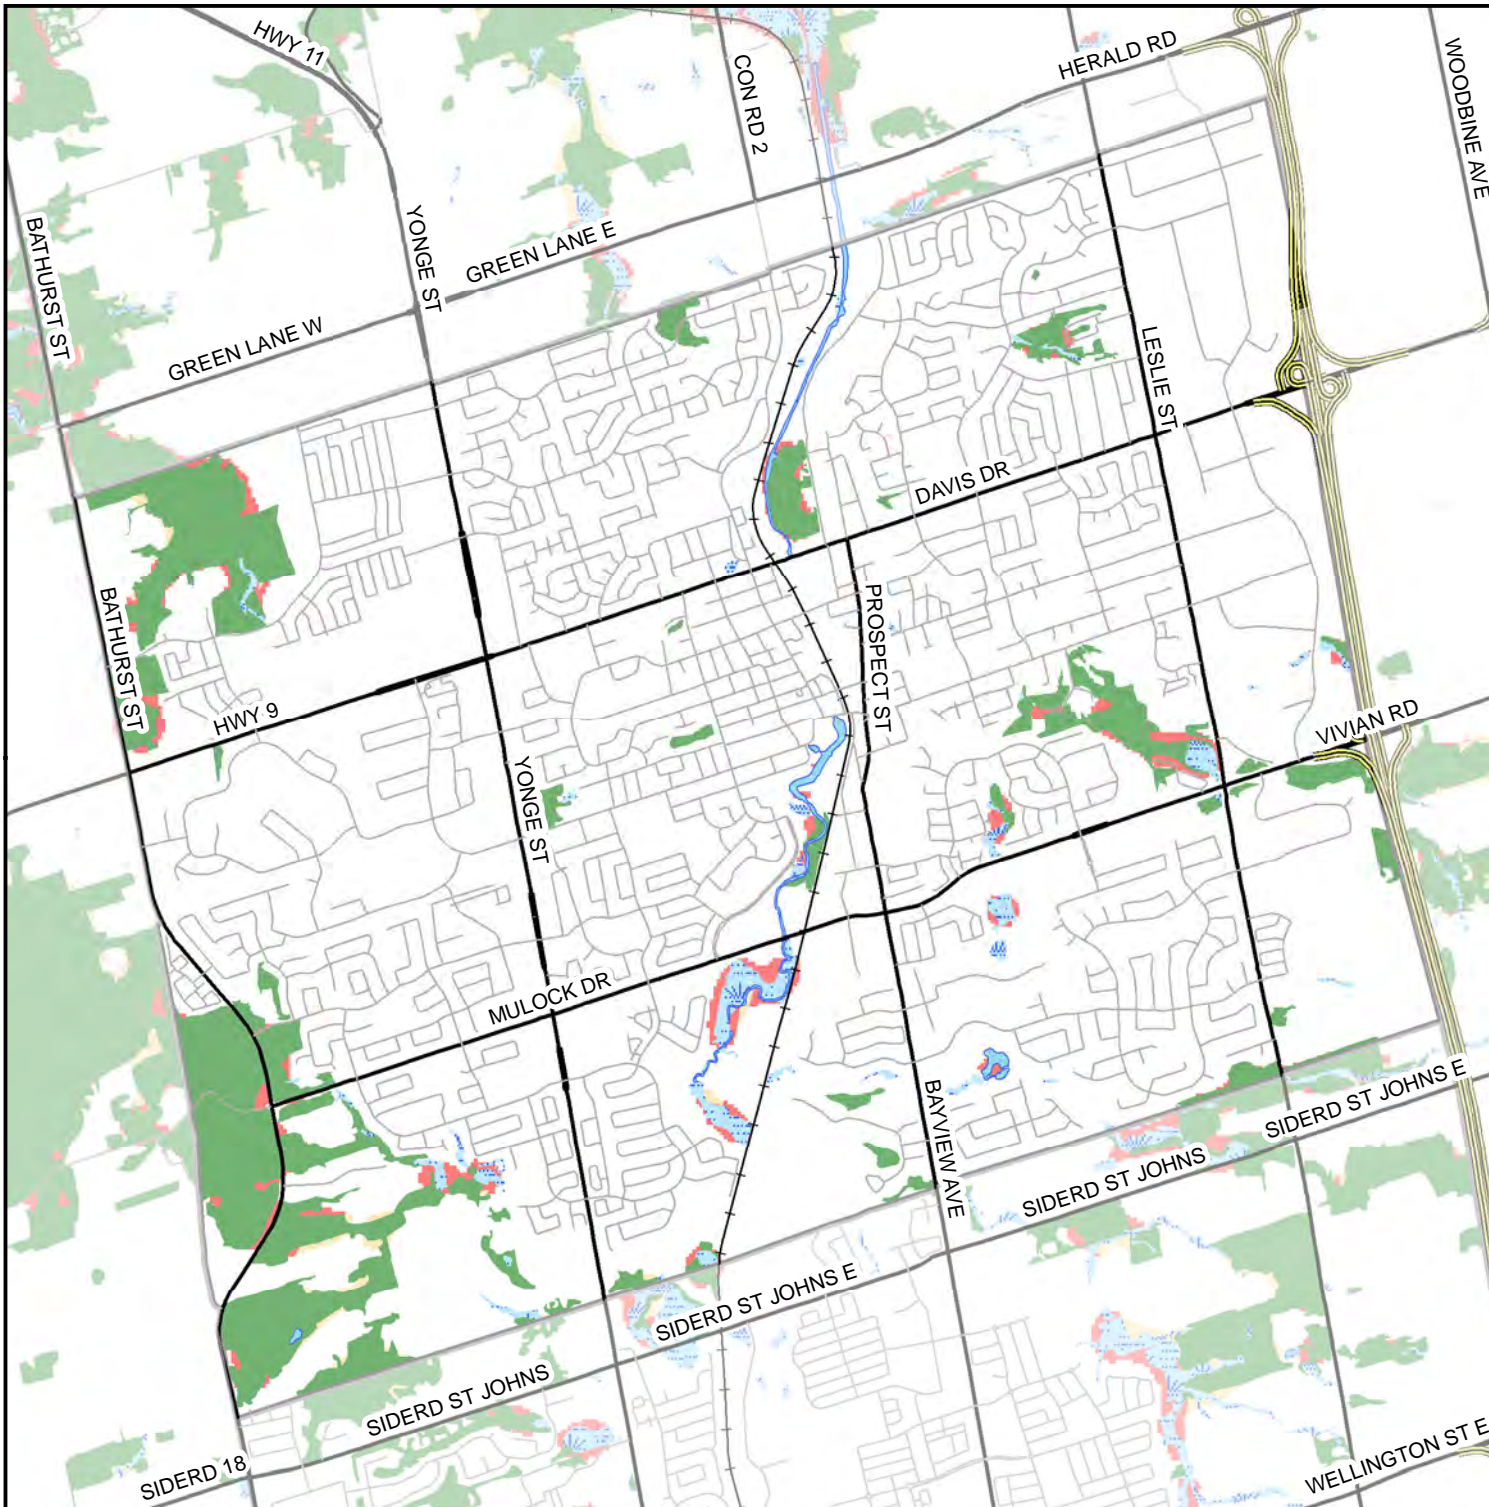 HWY 11
CON RD 2
HERALD RD
WOODBINE AVE
BATHURST ST
YONGE ST
GREEN LANE E
GREEN LANE W
LESLIE ST
DAVIS DR
BATHURST ST
PROSPECT ST
HWY 9
VIVIAN RD
YONGE ST
MULOCK DR
BAYVIEW AVE
SIDERD ST JOHNS E
SIDERD ST JOHNS
SIDERD ST JOHNS E
SIDERD ST JOHNS
SIDERD 18
WELLINGTON ST E